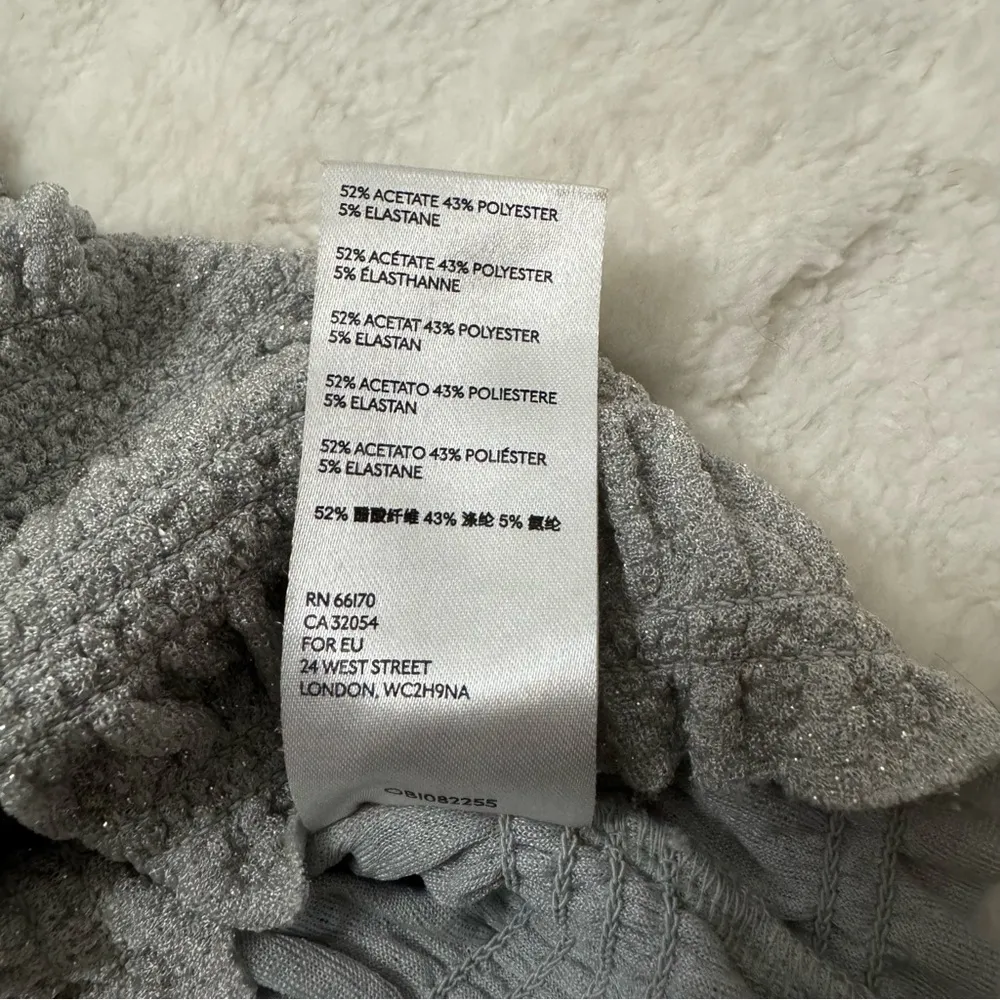 52% ACETATE 43% POLYESTER
5% ELASTANE
52% ACÉTATE 43% POLYESTER
5% ÉLASTHANNE
52% ACETAT 43% POLYESTER
5% ELASTAN
52% ACETATO 43% POLIESTERE
5% ELASTAN
52% ACETATO 43% POLIÉSTER
5% ELASTANE
52% 醋酸纤维 43% 涤纶 5% 氨纶
RN 66170
CA 32054
FOR EU
24 WEST STREET
LONDON, WC2H9NA
OB1082255